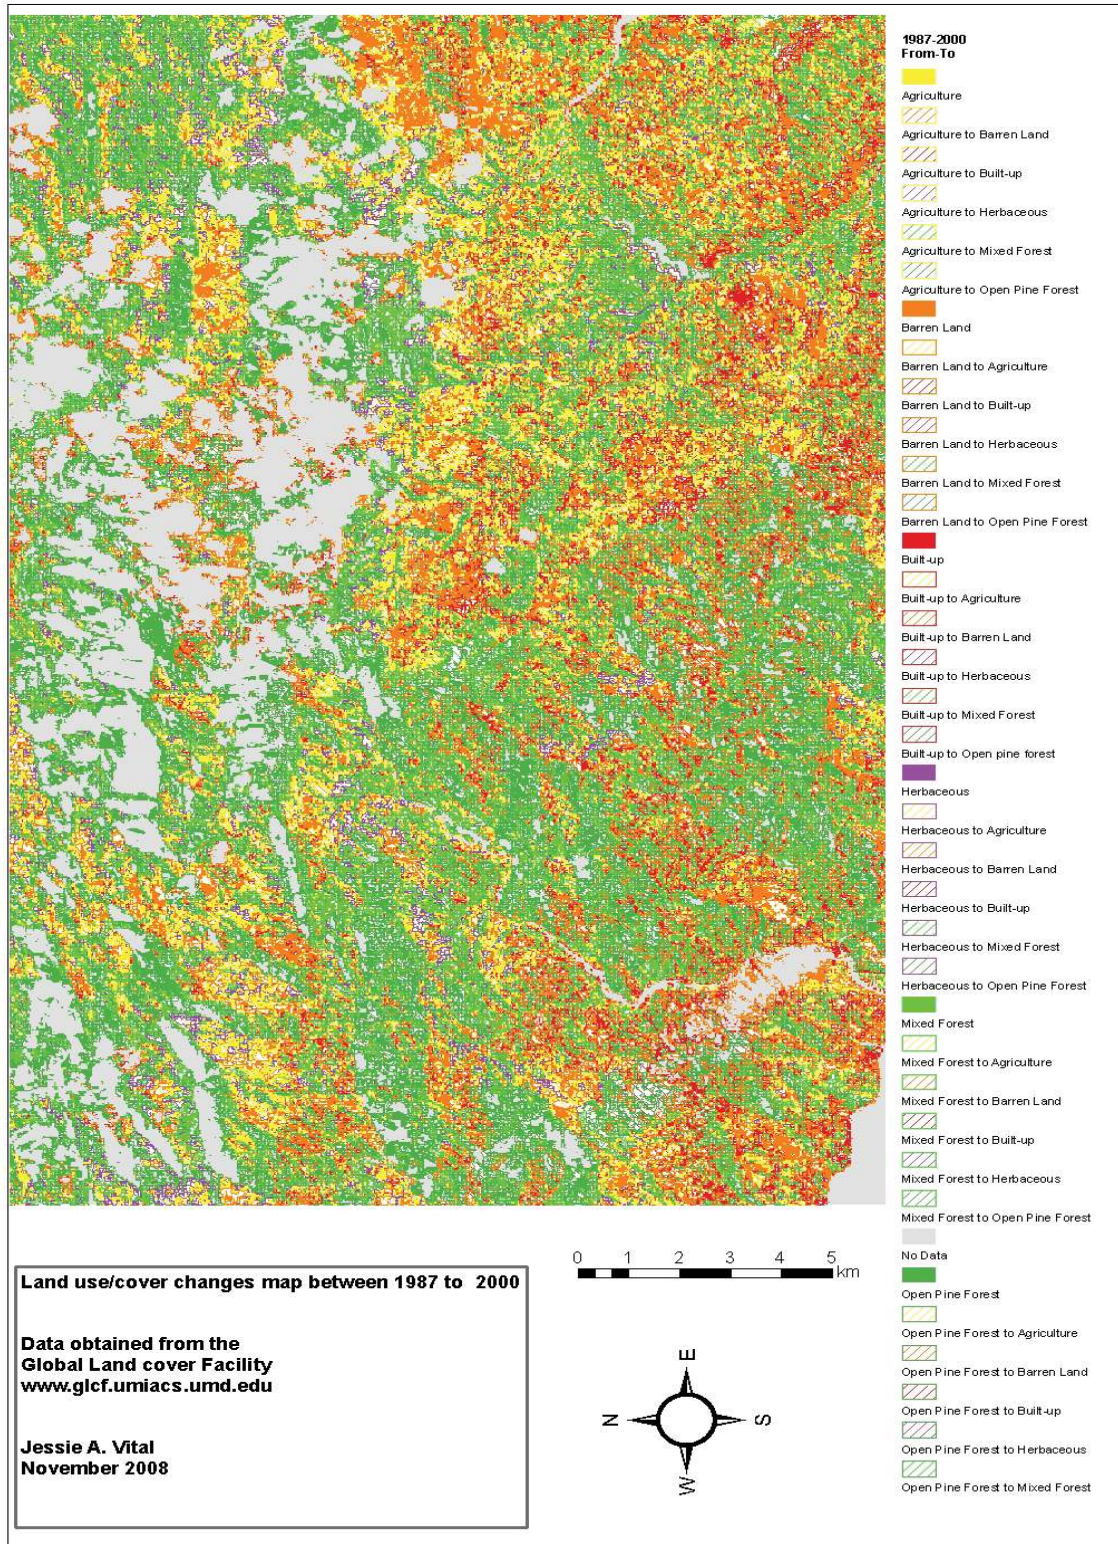 1987-2000
From-To
Agriculture
Agriculture to Barren Land
Agriculture to Built-up
Agriculture to Herbaceous
Agriculture to Mixed Forest
Agriculture to Open Pine Forest
Barren Land
Barren Land to Agriculture
Barren Land to Built-up
Barren Land to Herbaceous
Barren Land to Mixed Forest
Barren Land to Open Pine Forest
Built-up
Built-up to Agriculture
Built-up to Barren Land
Built-up to Herbaceous
Built-up to Mixed Forest
Built-up to Open pine forest
Herbaceous
Herbaceous to Agriculture
Herbaceous to Barren Land
Herbaceous to Built-up
Herbaceous to Mixed Forest
Herbaceous to Open Pine Forest
Mixed Forest
Mixed Forest to Agriculture
Mixed Forest to Barren Land
Mixed Forest to Built-up
Mixed Forest to Herbaceous
Mixed Forest to Open Pine Forest
No Data
Open Pine Forest
Open Pine Forest to Agriculture
Open Pine Forest to Barren Land
Open Pine Forest to Built-up
Open Pine Forest to Herbaceous
Open Pine Forest to Mixed Forest
0 1 2 3 4 5
km
Land use/cover changes map between 1987 to 2000
Data obtained from the
Global Land cover Facility
www.glcf.umiacs.umd.edu
Jessie A. Vital
November 2008
E
N S
W